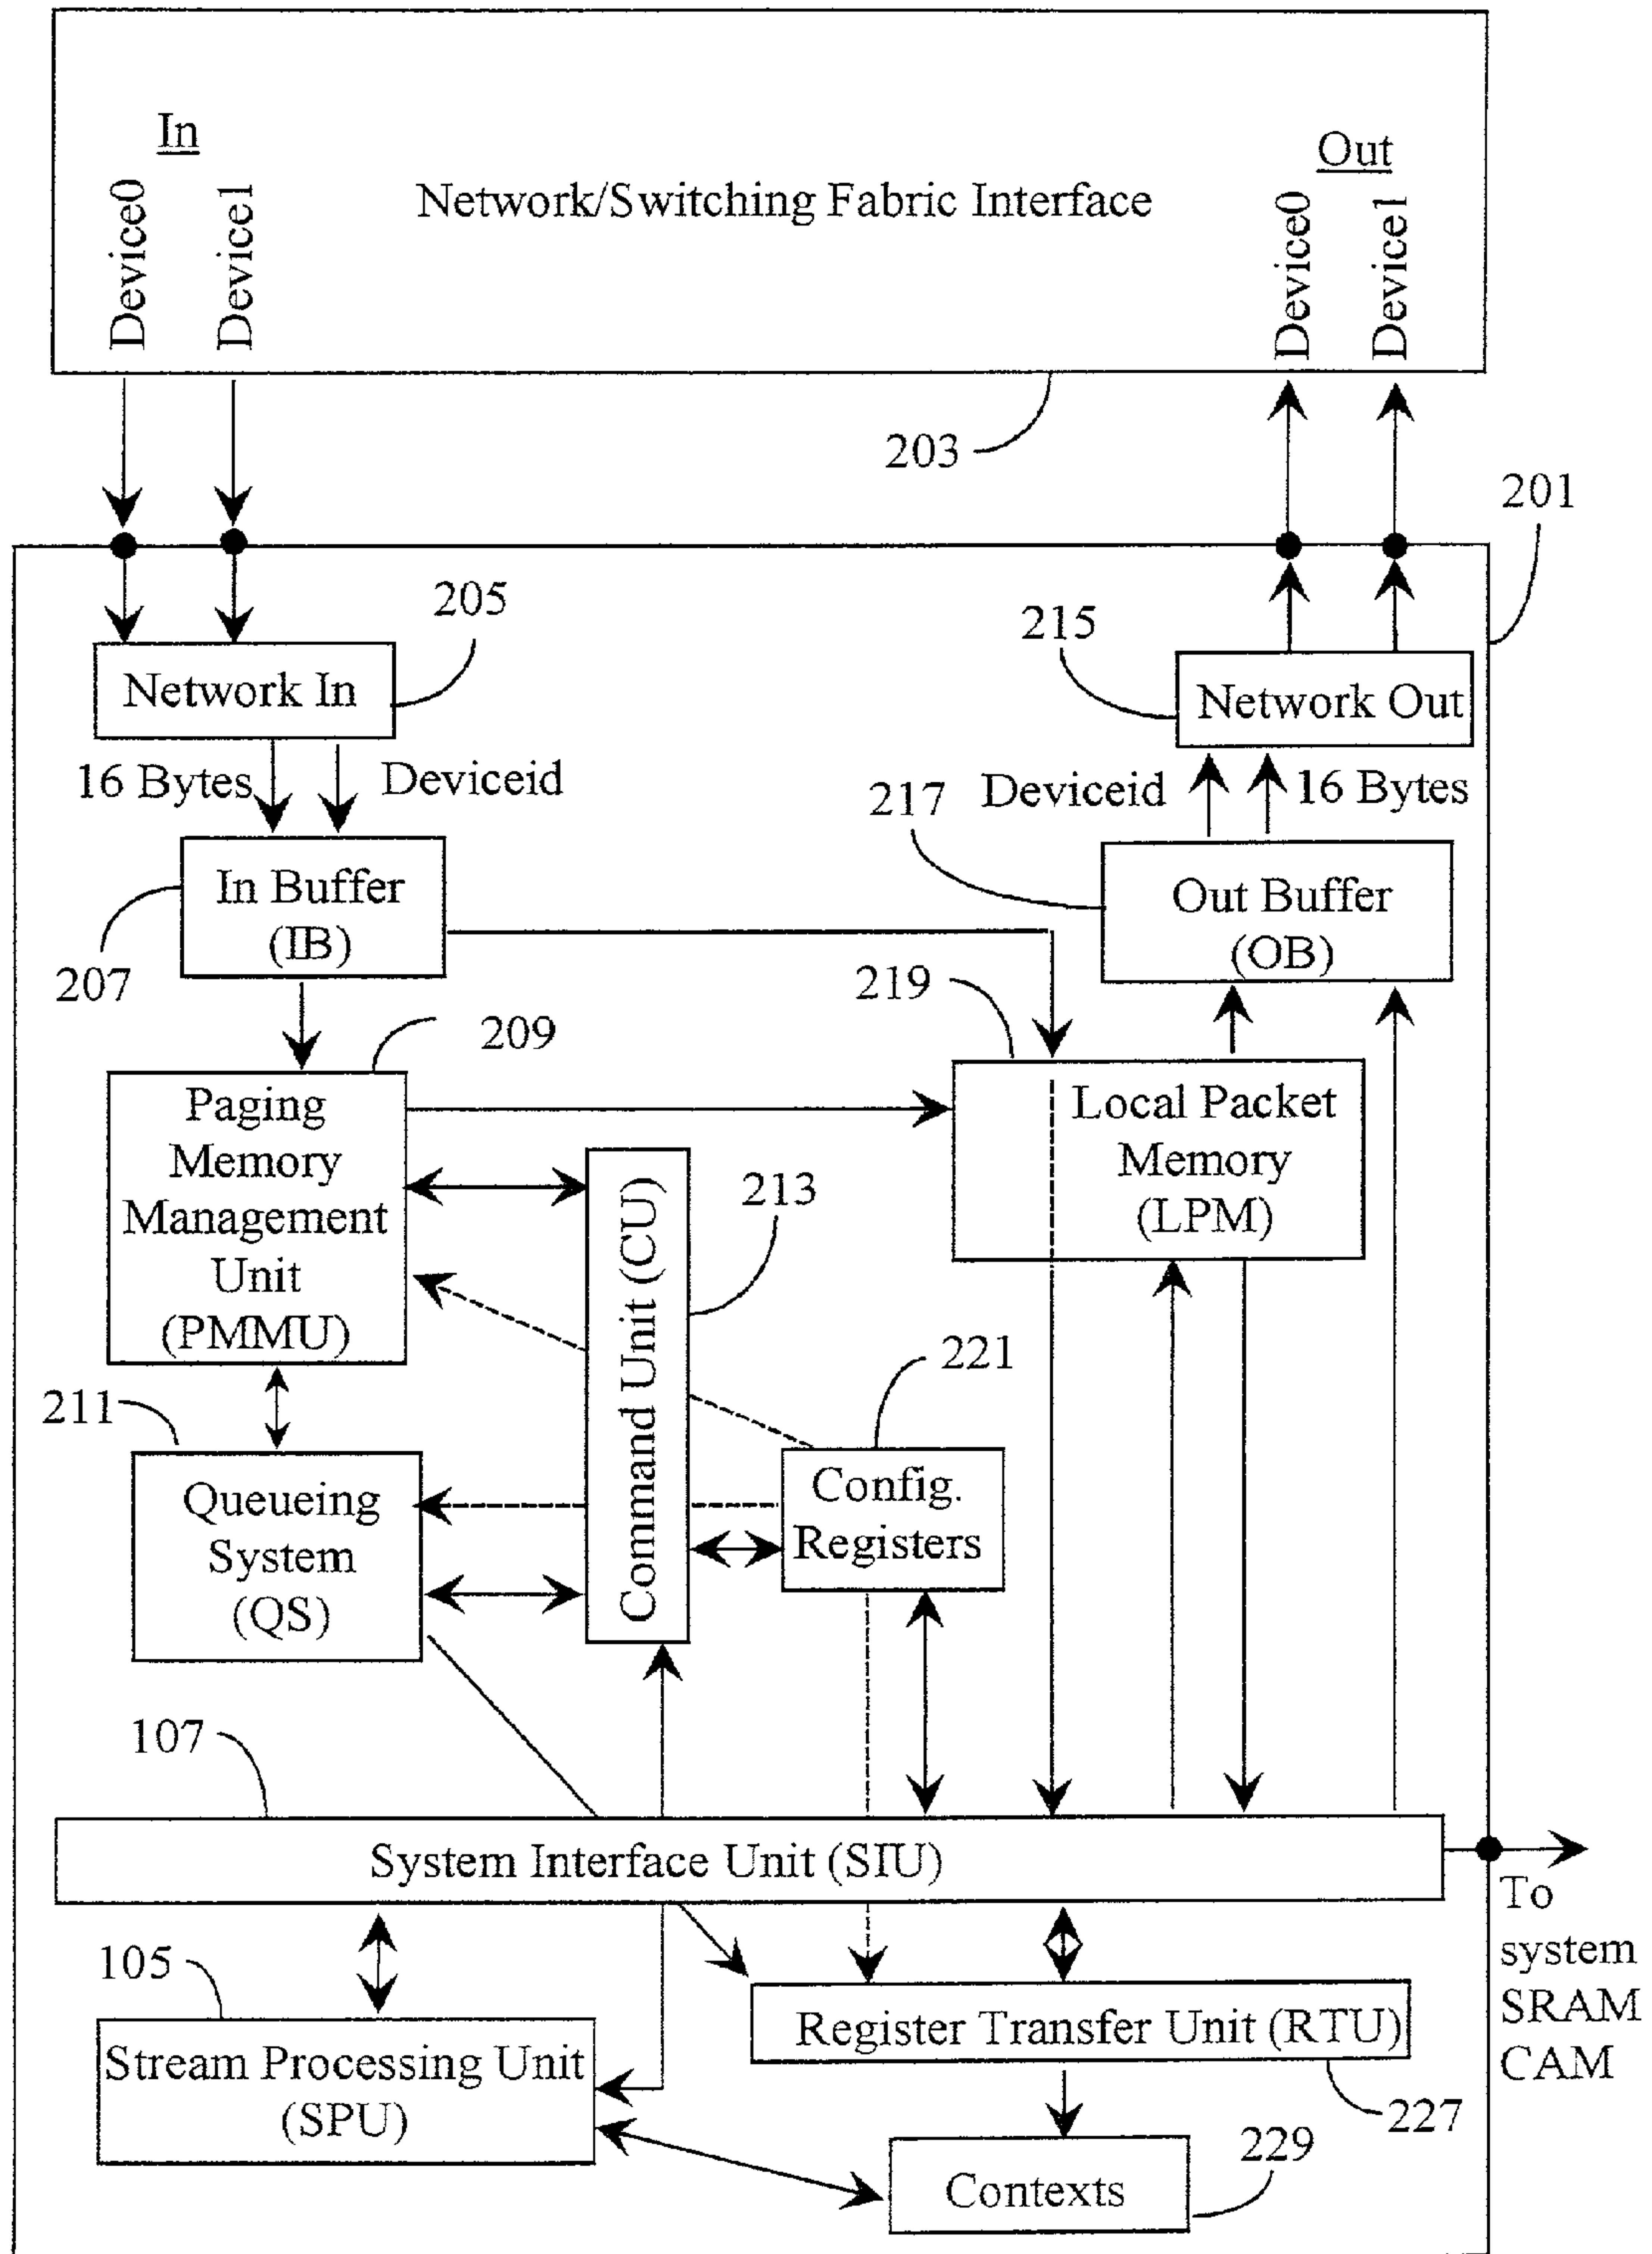 In
Out
Device0
Device1
Network/Switching Fabric Interface
Device0
Device1
203
201
205
215
Network In
Network Out
16 Bytes
Deviceid
217
Deviceid
16 Bytes
In Buffer
(IB)
Out Buffer
(OB)
207
219
209
Paging
Memory
Management
Unit
(PMMU)
Local Packet
Memory
(LPM)
213
Command Unit (CU)
221
211
Queueing
System
(QS)
Config.
Registers
107
System Interface Unit (SIU)
To
system
SRAM
CAM
105
Stream Processing Unit
(SPU)
Register Transfer Unit (RTU)
227
229
Contexts